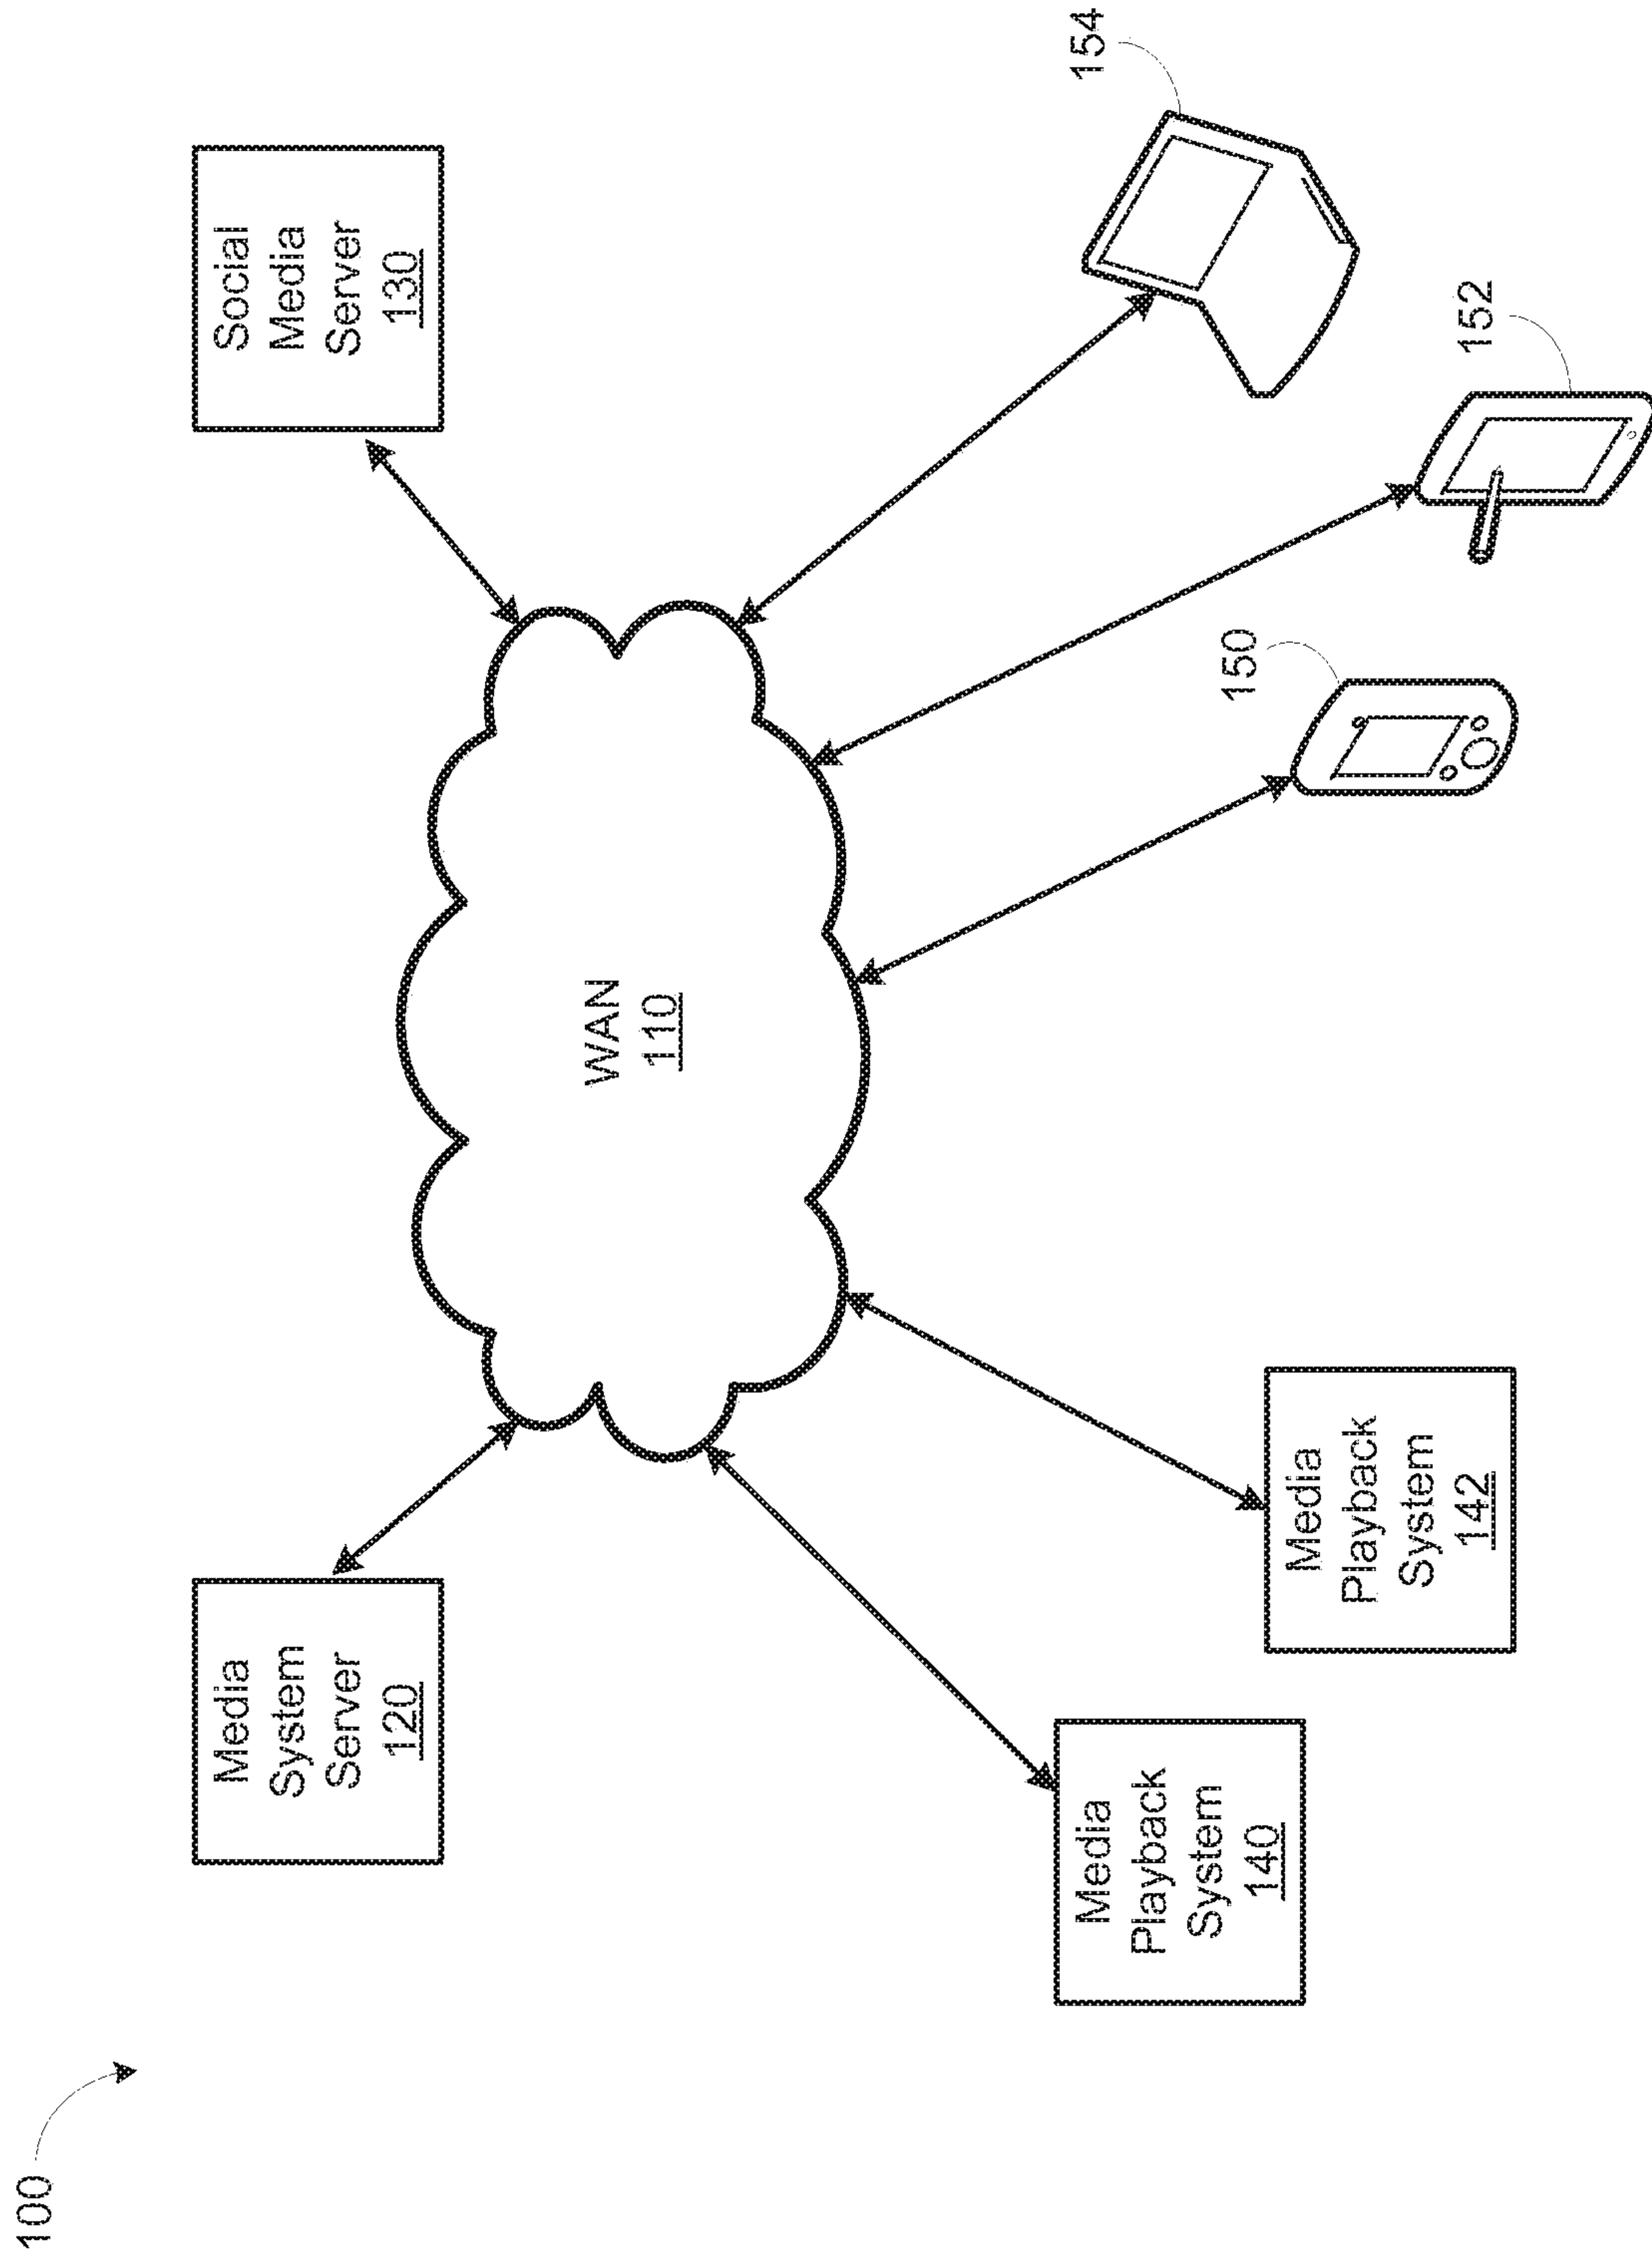 100
Media
System
Server
120
Social
Media
Server
130
WAN
110
Media
Playback
System
140
Media
Playback
System
142
150
152
154